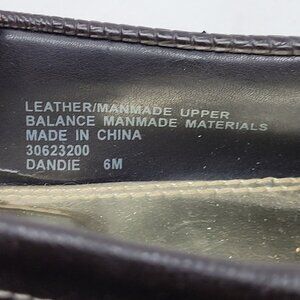 LEATHER/MANMADE UPPER
BALANCE MANMADE MATERIALS
MADE IN CHINA
30623200
DANDIE 6M